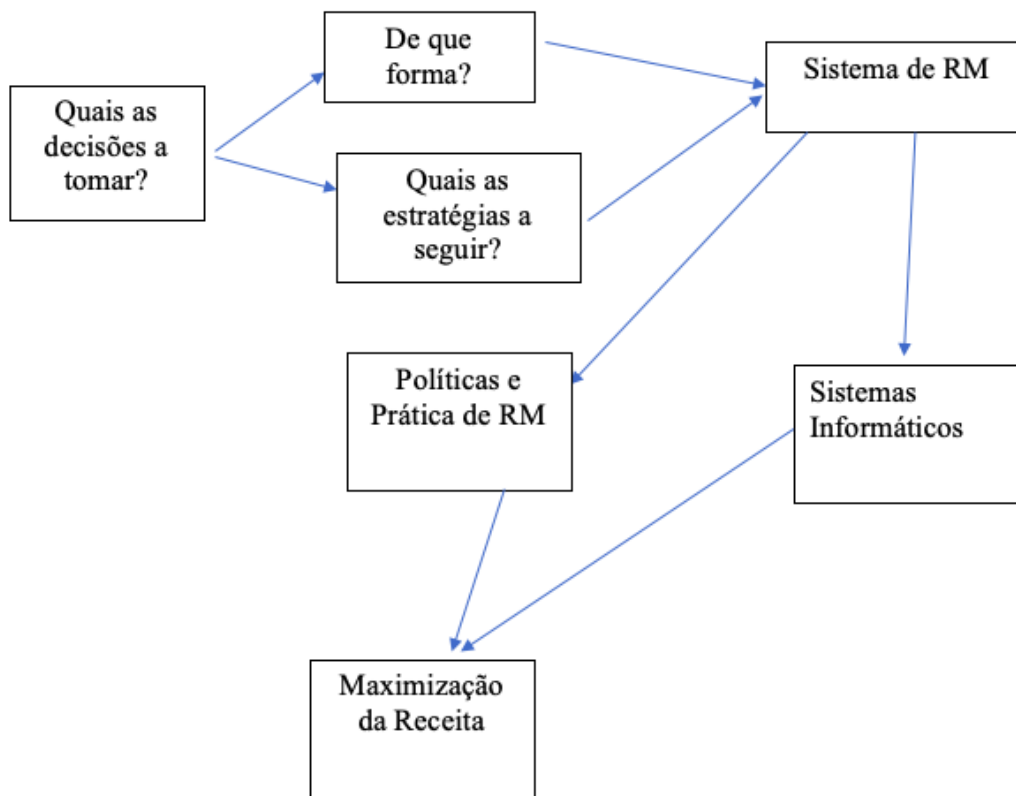 De que
forma?
Sistema de RM
Quais as
decisões a
tomar?
Quais as
estratégias a
seguir?
Políticas e
Prática de RM
Sistemas
Informáticos
Maximização
da Receita